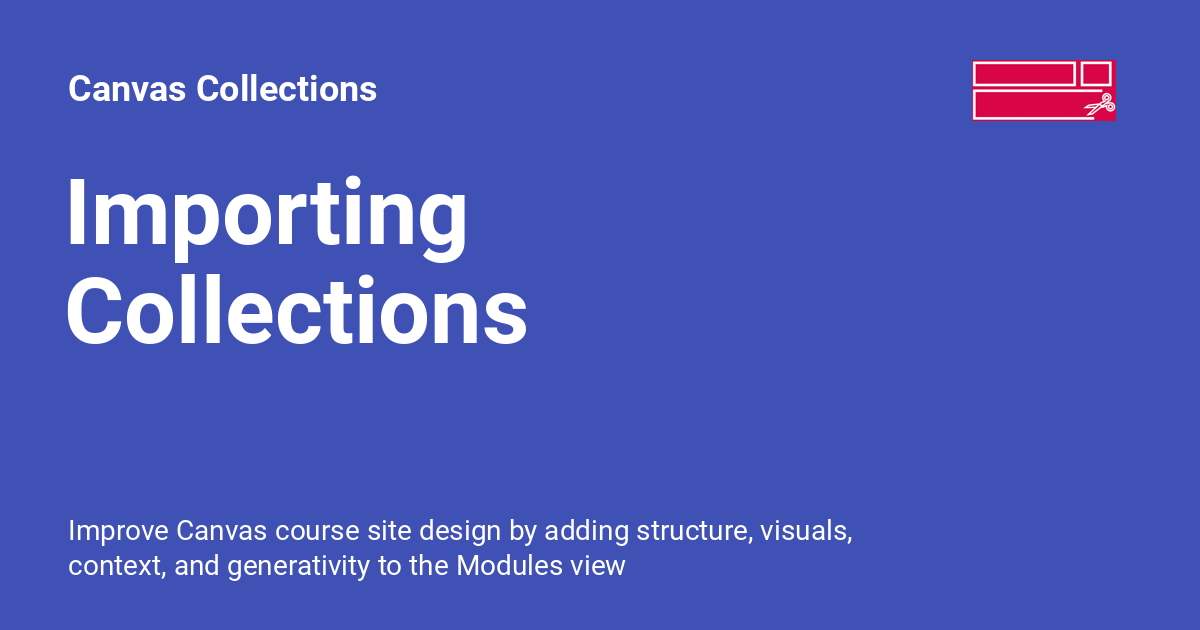 Canvas Collections
Importing
Collections
Improve Canvas course site design by adding structure, visuals,
context, and generativity to the Modules view